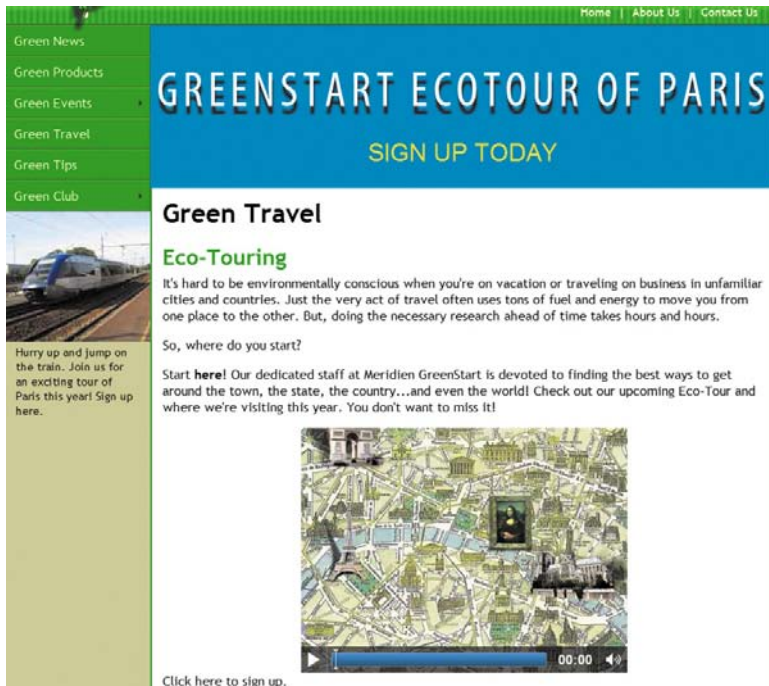 Home | About Us | Contact Us
Green News
Green Products
Green Events
Green Travel
Green Tips
Green Club
Hurry up and jump on
the train. Join us for
an exciting tour of
Paris this year! Sign up
here.
GREENSTART ECOTOUR OF PARIS
SIGN UP TODAY
Green Travel
Eco-Touring
It's hard to be environmentally conscious when you're on vacation or traveling on business in unfamiliar
cities and countries. Just the very act of travel often uses tons of fuel and energy to move you from
one place to the other. But, doing the necessary research ahead of time takes hours and hours.
So, where do you start?
Start here! Our dedicated staff at Meridien GreenStart is devoted to finding the best ways to get
around the town, the state, the country...and even the world! Check out our upcoming Eco-Tour and
where we're visiting this year. You don't want to miss it!
00:00
Click here to sign up.